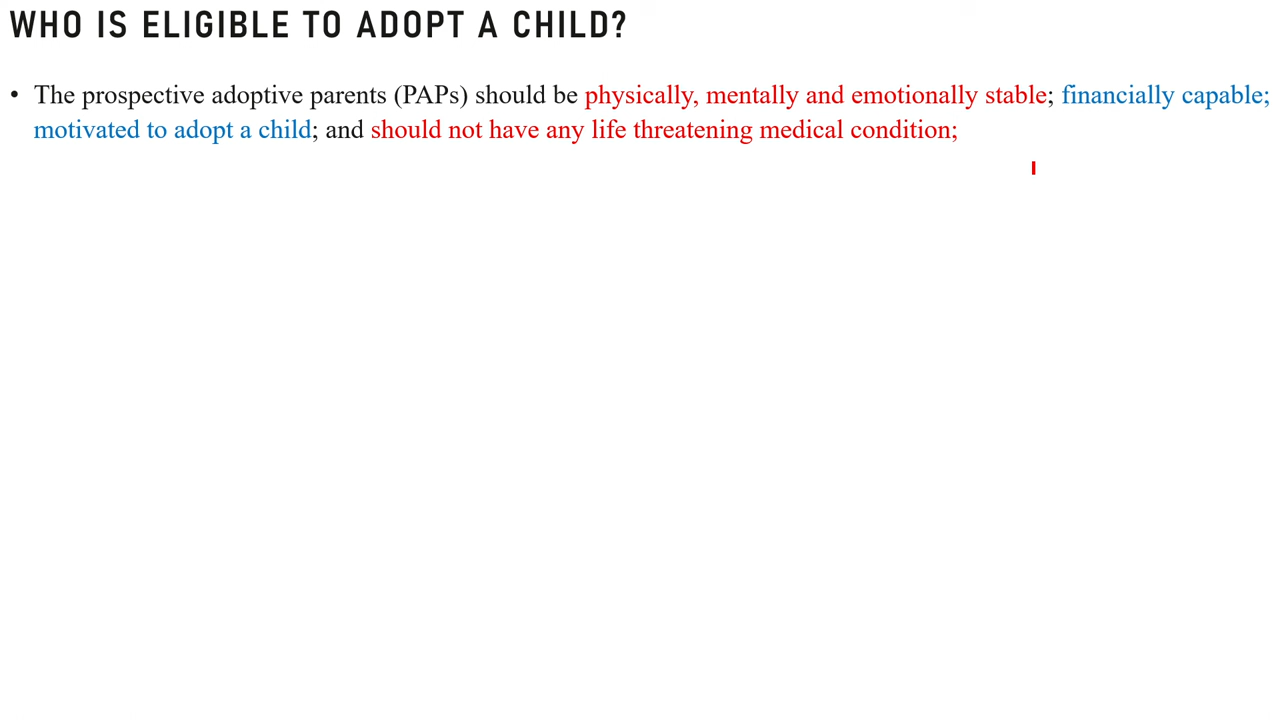 WHO IS ELIGIBLE TO ADOPT A CHILD?
• The prospective adoptive parents (PAPs) should be physically, mentally and emotionally stable; financially capable;
motivated to adopt a child; and should not have any life threatening medical condition;